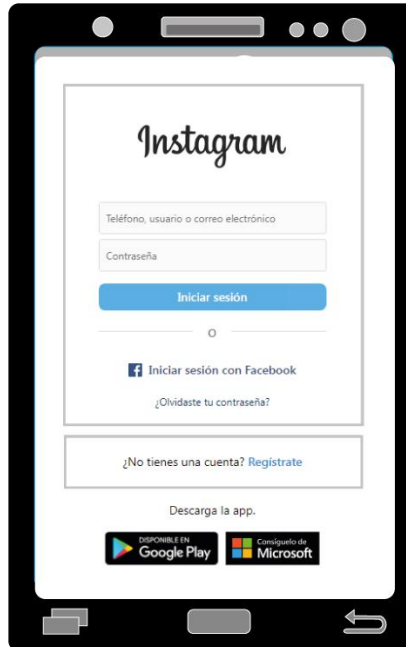 Instagram
Teléfono, usuario o correo electrónico
Contraseña
Iniciar sesión
O
Iniciar sesión con Facebook
¿Olvidaste tu contraseña?
¿No tienes una cuenta? Regístrate
Descarga la app.
DISPONIBLE EN
Google Play
Consíguelo de
Microsoft